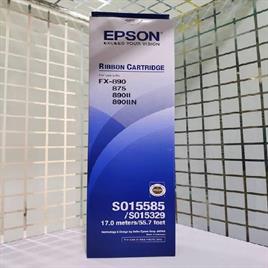 EPSON
EXCEED YOUR VISION
RIBBON CARTRIDGE
FX-890
875
890II
890IIN
S015585
/S015329
17.0 meters/55.7 feet